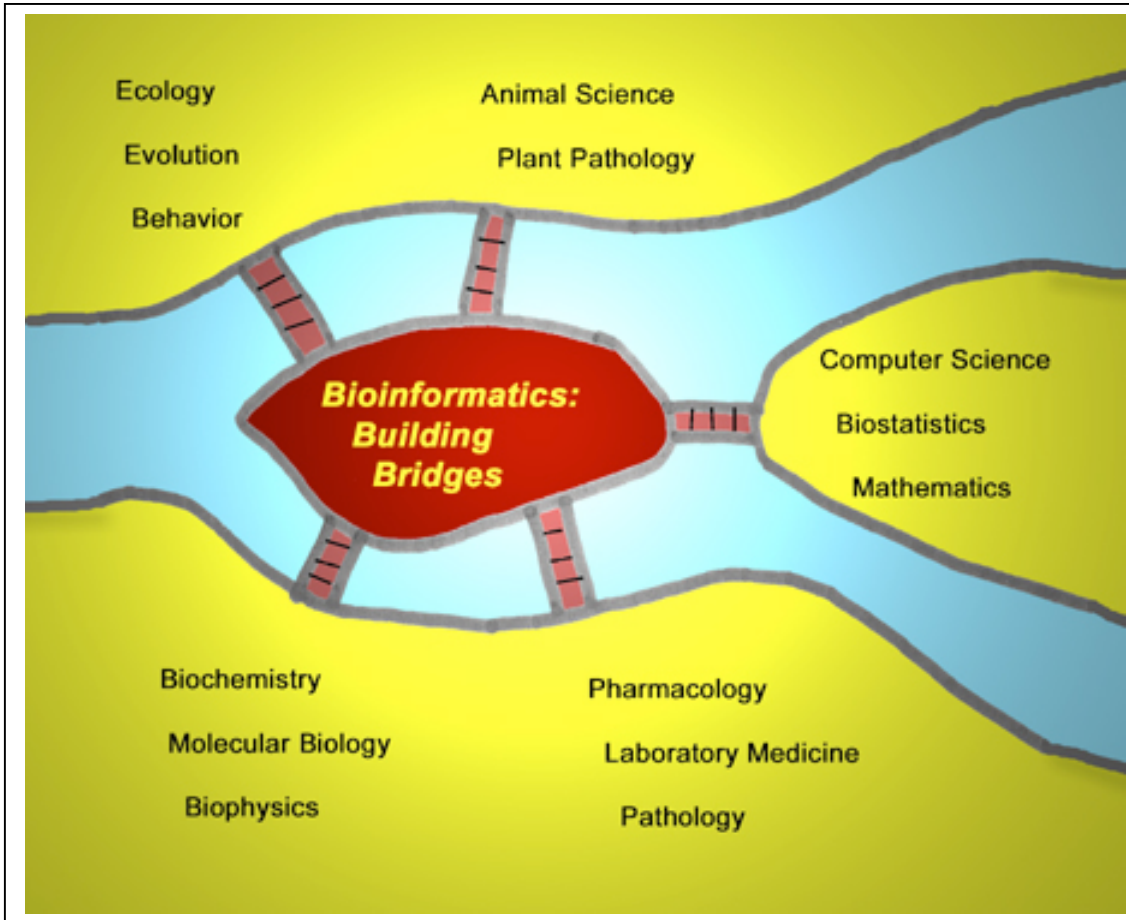 Ecology
Evolution
Behavior
Animal Science
Plant Pathology
Bioinformatics:
Building
Bridges
Computer Science
Biostatistics
Mathematics
Biochemistry
Molecular Biology
Biophysics
Pharmacology
Laboratory Medicine
Pathology